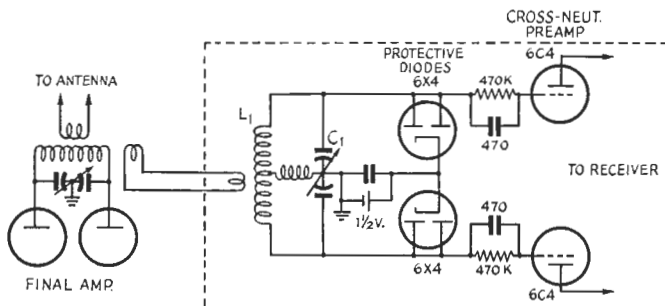 CROSS-NEUT.
PREAMP
6C4
PROTECTIVE
DIODES
6X4
470K
470
TO ANTENNA
L1
C1
TO RECEIVER
1½V.
470
470K
6X4
6C4
FINAL AMP.